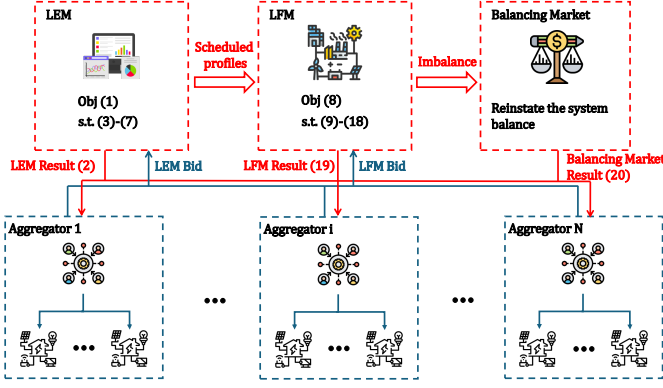 LEM
Obj (1)
s.t. (3)-(7)
Scheduled
profiles
LFM
Obj (8)
s.t. (9)-(18)
Imbalance
Balancing Market
Reinstate the system
balance
LEM Result (2)
LEM Bid
LFM Result (19)
LFM Bid
Balancing Market
Result (20)
Aggregator 1
•••
Aggregator i
•••
Aggregator N
•••
•••
•••